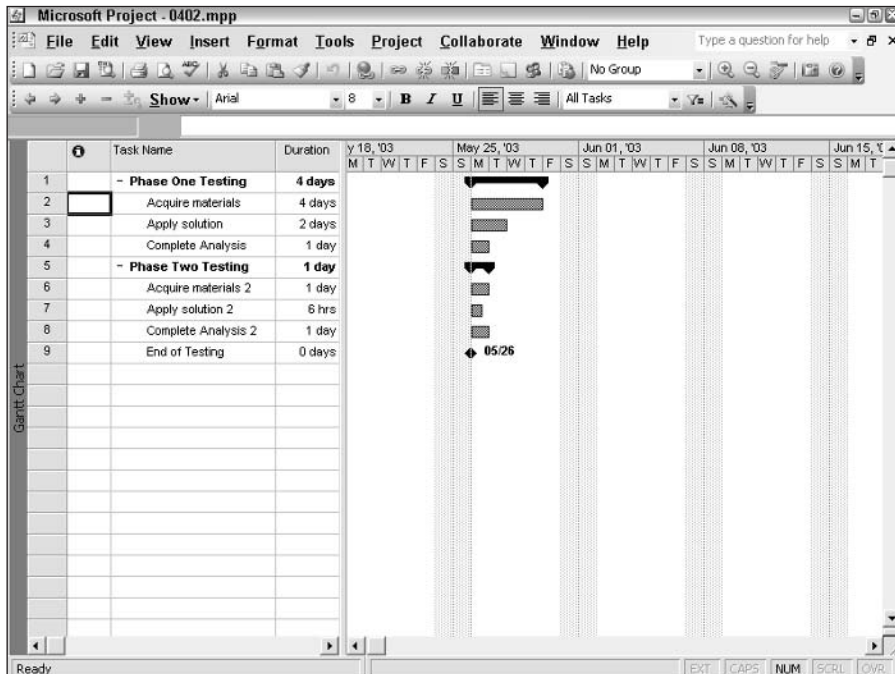 Microsoft Project - 0402.mpp
File Edit View Insert Format Tools Project Collaborate Window Help Type a question for help
Show Arial 8 B I U All Tasks
No Group
Task Name Duration
y 18, '03 May 25, '03 Jun 01, '03 Jun 08, '03 Jun 15, '0
M T W T F S S M T W T F S S M T W T F S S M T W T F S S M T
1 - Phase One Testing 4 days
2 Acquire materials 4 days
3 Apply solution 2 days
4 Complete Analysis 1 day
5 - Phase Two Testing 1 day
6 Acquire materials 2 1 day
7 Apply solution 2 6 hrs
8 Complete Analysis 2 1 day
9 End of Testing 0 days 05/26
Gantt Chart
Ready EXT CAPS NUM SCRL OVR